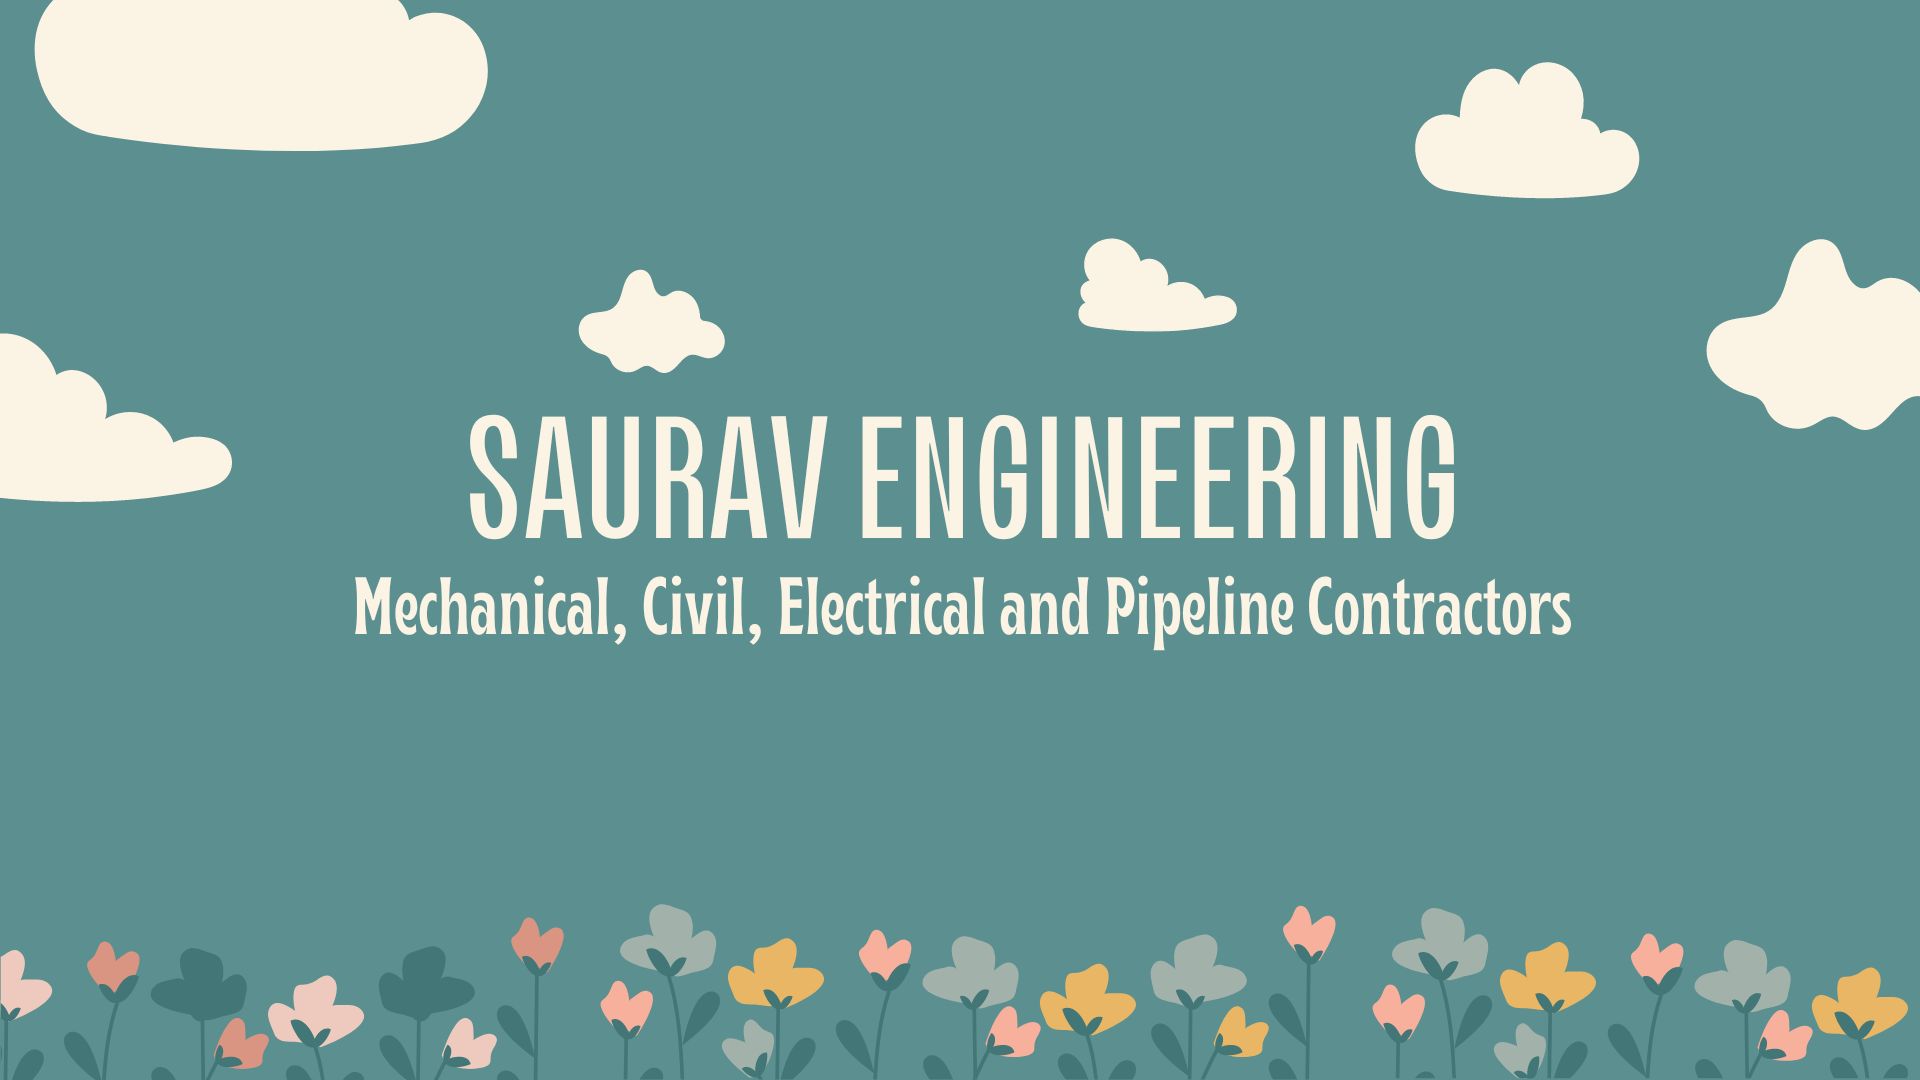 SAURAV ENGINEERING
Mechanical, Civil, Electrical and Pipeline Contractors